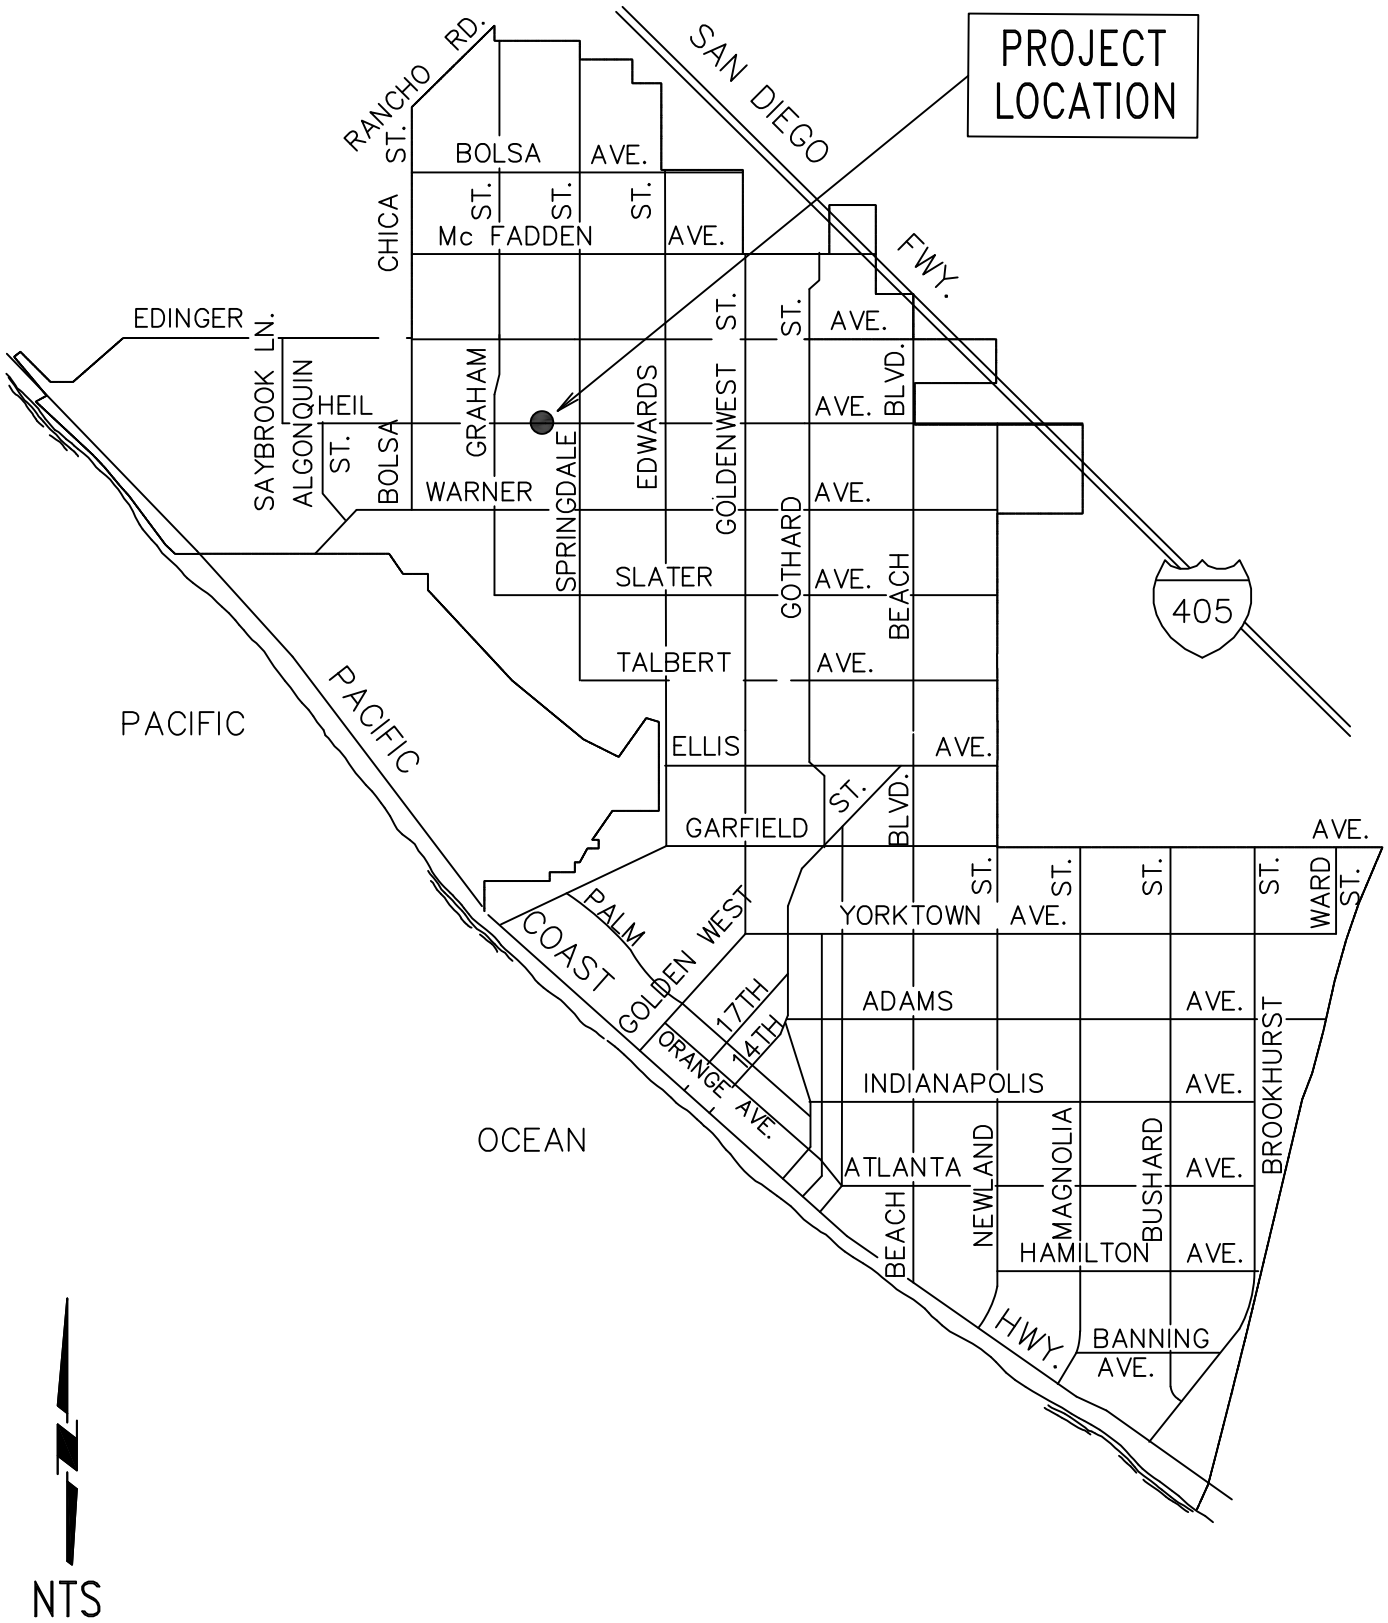 RANCHO RD.
SAN DIEGO FWY.
PROJECT
LOCATION
BOLSA AVE.
CHICA ST.
ST.
ST.
ST.
Mc FADDEN AVE.
EDINGER AVE.
SAYBROOK LN.
ALGONQUIN
ST.
HEIL AVE.
BOLSA
GRAHAM
SPRINGDALE
EDWARDS
GOLDENWEST ST.
GOTHARD ST.
BEACH BLVD.
WARNER AVE.
SLATER AVE.
405
TALBERT AVE.
PACIFIC
PACIFIC
ELLIS AVE.
ST.
BLVD.
GARFIELD AVE.
ST.
ST.
ST.
ST.
WARD
ST.
YORKTOWN AVE.
PALM
COAST
GOLDEN WEST
17TH
14TH
ORANGE AVE.
ADAMS AVE.
BROOKHURST
INDIANAPOLIS AVE.
OCEAN
ATLANTA AVE.
BEACH
NEWLAND
MAGNOLIA
BUSHARD
HAMILTON AVE.
HWY.
BANNING
AVE.
NTS